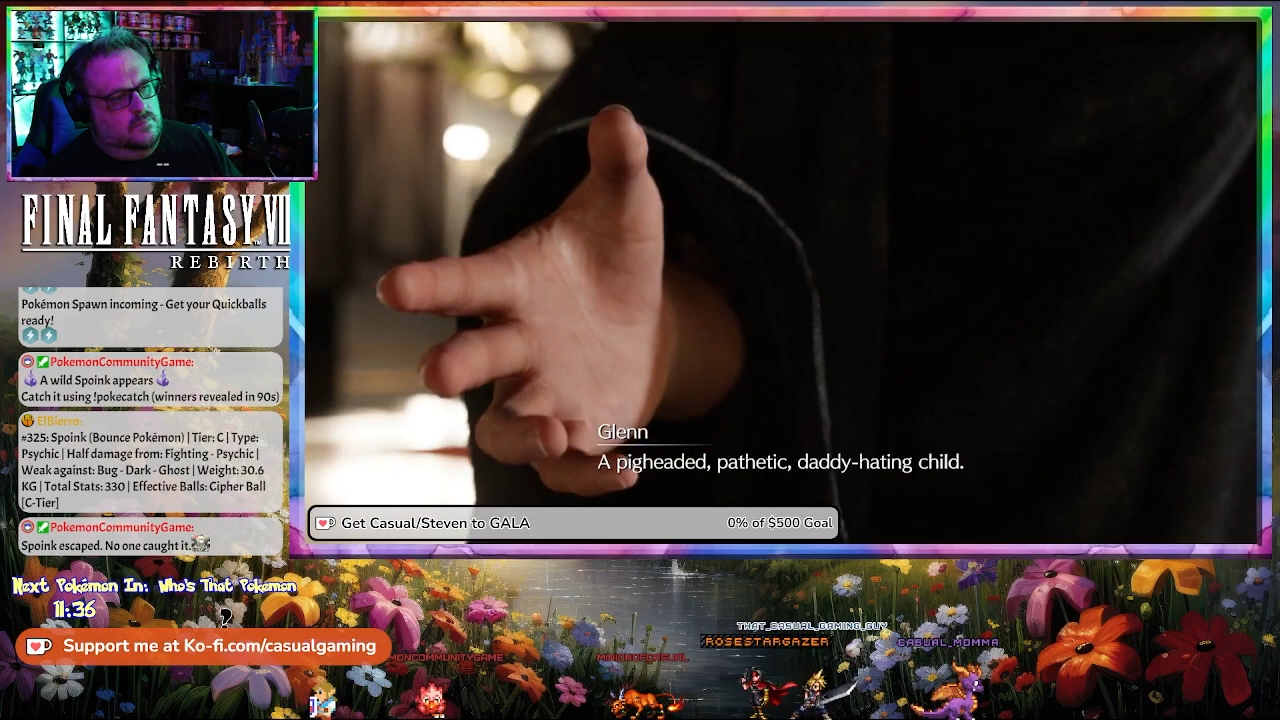 FINAL FANTASY VII
REBIRTH
Pokémon Spawn incoming - Get your Quickballs
ready!
PokemonCommunityGame:
A wild Spoink appears
Catch it using !pokecatch (winners revealed in 90s)
ElBierro:
#325: Spoink (Bounce Pokémon) | Tier: C | Type:
Psychic | Half damage from: Fighting - Psychic |
Weak against: Bug - Dark - Ghost | Weight: 30.6
KG | Total Stats: 330 | Effective Balls: Cipher Ball
[C-Tier]
PokemonCommunityGame:
Spoink escaped. No one caught it.
Glenn
A pigheaded, pathetic, daddy-hating child.
Get Casual/Steven to GALA
0% of $500 Goal
Next Pokémon In:
11:36
Who's That Pokemon
?
Support me at Ko-fi.com/casualgaming
MONCOMMUNITYGAME
MINIONOFCASUAL
THAT_CASUAL_GAMING_GUY
ROSESTARGAZER
CASUAL_MOMMA